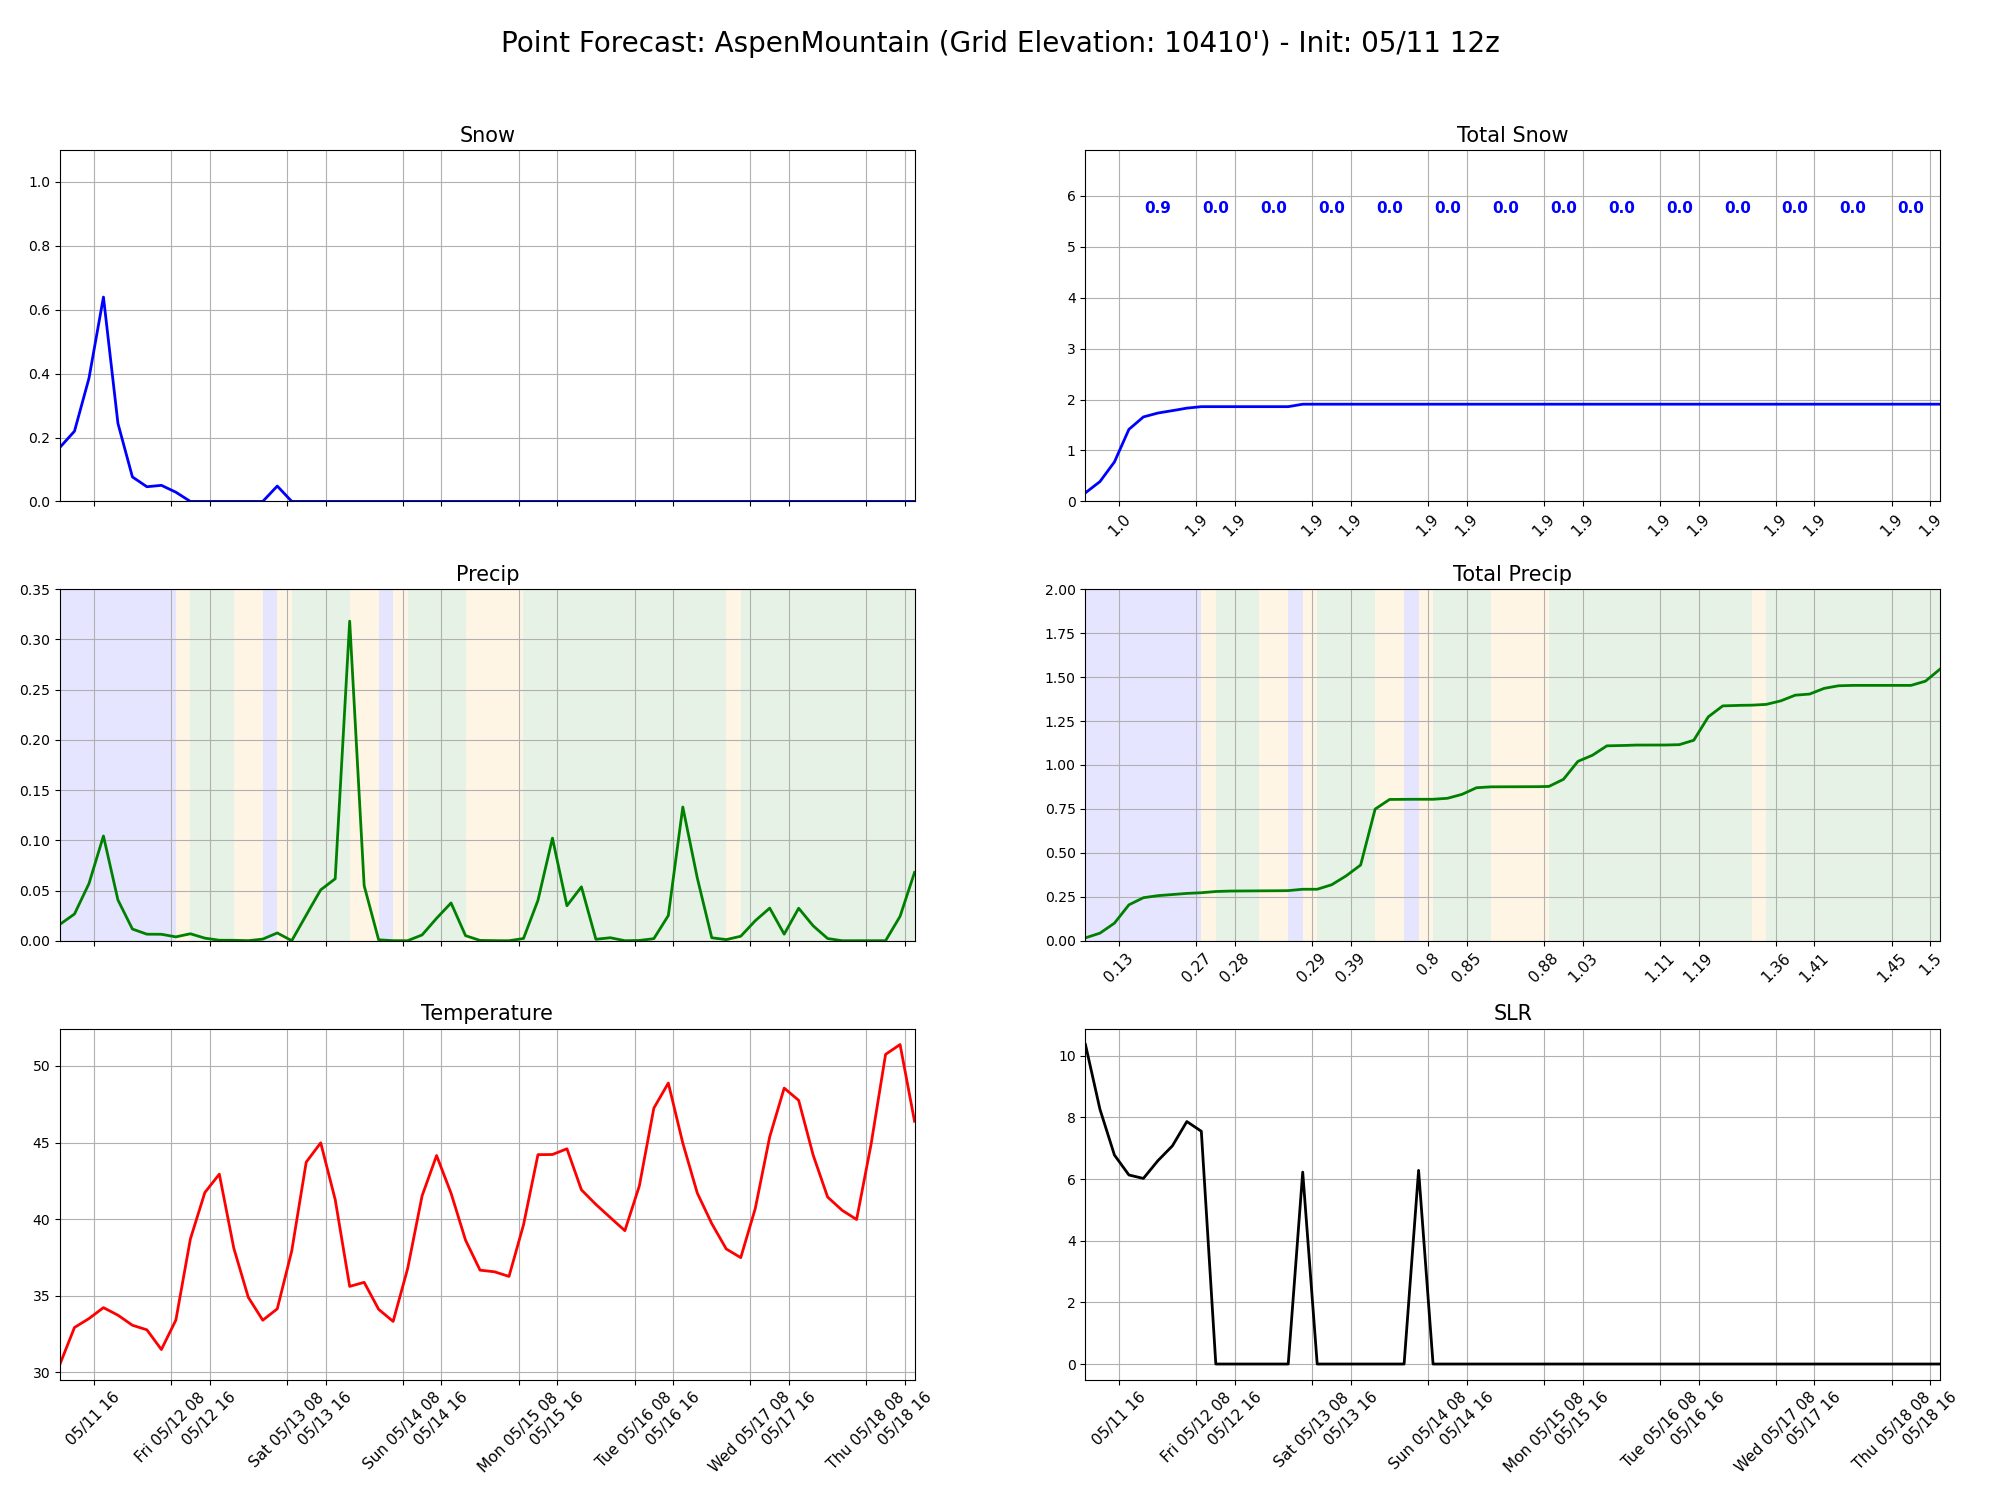 Point Forecast: AspenMountain (Grid Elevation: 10410') - Init: 05/11 12z
Snow
1.0
0.8
0.6
0.4
0.2
0.0
Total Snow
6
5
4
3
2
1
0
0.9 0.0 0.0 0.0 0.0 0.0 0.0 0.0 0.0 0.0 0.0 0.0 0.0 0.0
1.0 1.9 1.9 1.9 1.9 1.9 1.9 1.9 1.9 1.9 1.9 1.9 1.9 1.9 1.9
Precip
0.35
0.30
0.25
0.20
0.15
0.10
0.05
0.00
Total Precip
2.00
1.75
1.50
1.25
1.00
0.75
0.50
0.25
0.00
0.13 0.27 0.28 0.29 0.39 0.8 0.85 0.88 1.03 1.11 1.19 1.36 1.41 1.45 1.5
Temperature
50
45
40
35
30
05/11 16
Fri 05/12 08
05/12 16
Sat 05/13 08
05/13 16
Sun 05/14 08
05/14 16
Mon 05/15 08
05/15 16
Tue 05/16 08
05/16 16
Wed 05/17 08
05/17 16
Thu 05/18 08
05/18 16
SLR
10
8
6
4
2
0
05/11 16
Fri 05/12 08
05/12 16
Sat 05/13 08
05/13 16
Sun 05/14 08
05/14 16
Mon 05/15 08
05/15 16
Tue 05/16 08
05/16 16
Wed 05/17 08
05/17 16
Thu 05/18 08
05/18 16